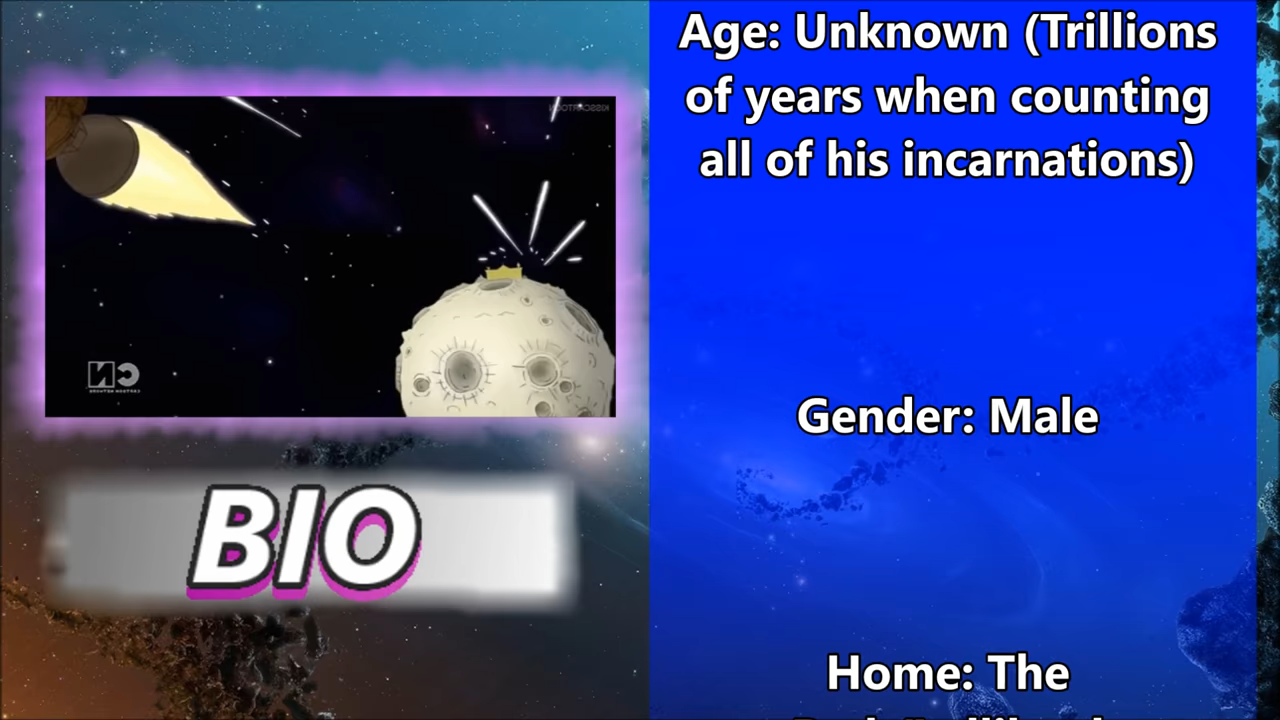 Age: Unknown (Trillions
of years when counting
all of his incarnations)
Gender: Male
BIO
Home: The